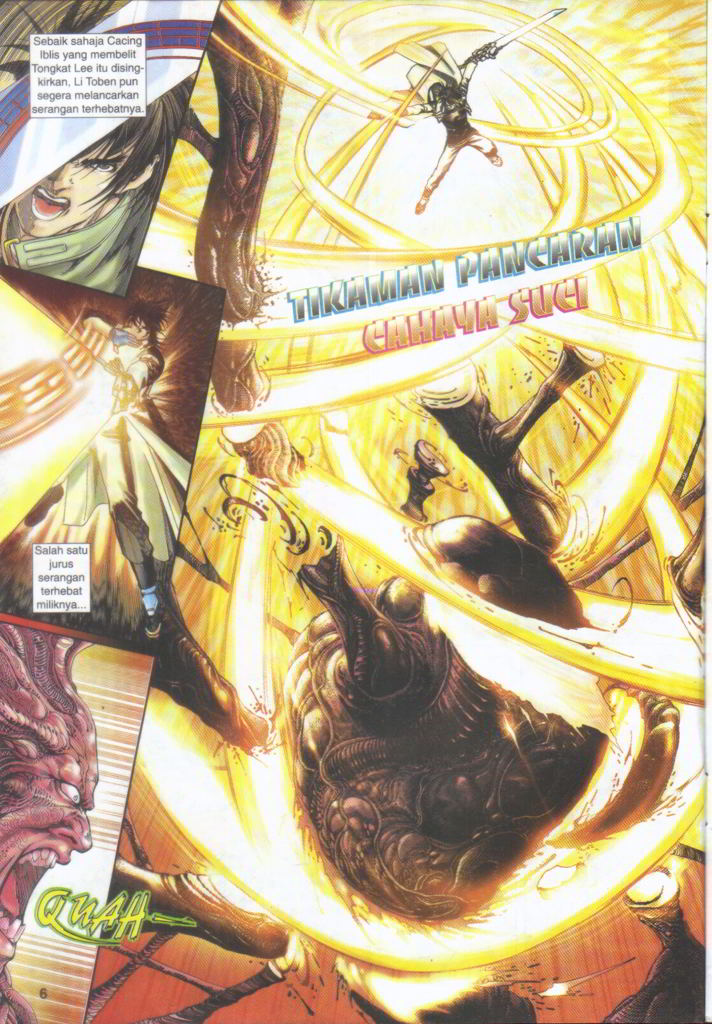 Sebaik sahaja Cacing
Iblis yang membelit
Tongkat Lee itu dising-
kirkan, Li Toben pun
segera melancarkan
serangan terhebatnya.
TIKAMAN PANCARAN
CAHAYA SUCI
Salah satu
jurus
serangan
terhebat
miliknya...
QUAH
6